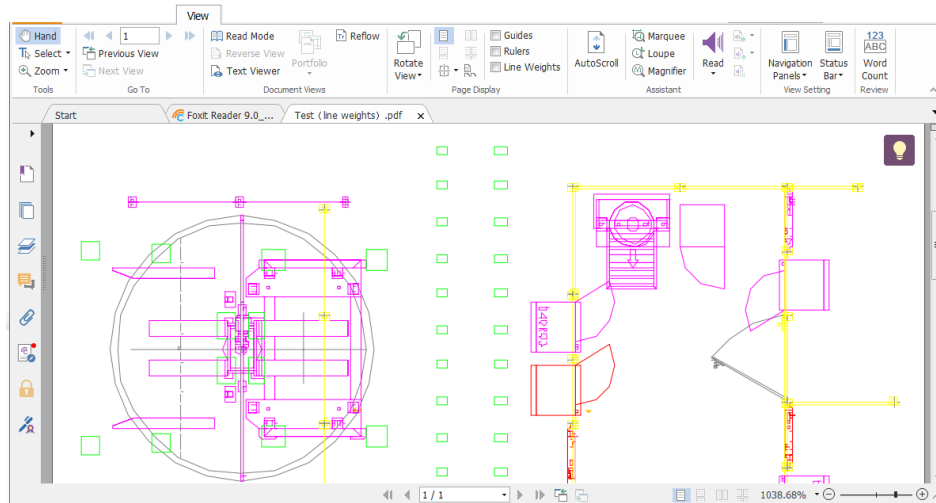 View
Hand
1
Read Mode
Reflow
Guides
Marquee
123
ABC
Select
Previous View
Reverse View
Rulers
Loupe
Zoom
Next View
Text Viewer
Portfolio
Rotate
View
Line Weights
AutoScroll
Magnifier
Read
Navigation
Panels
Status
Bar
Word
Count
Tools
Go To
Document Views
Page Display
Assistant
View Setting
Review
Start
Foxit Reader 9.0_...
Test (line weights) .pdf
1 / 1
1038.68%